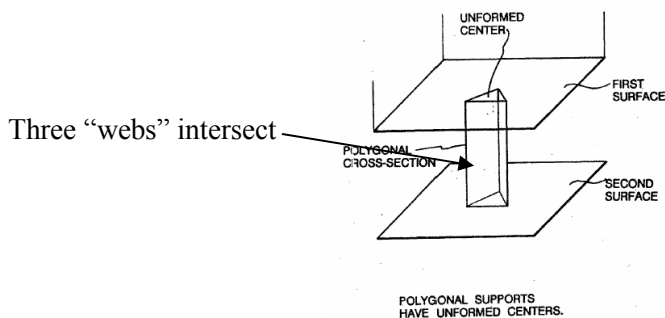 UNFORMED
CENTER
FIRST
SURFACE
Three “webs” intersect
POLYGONAL
CROSS-SECTION
SECOND
SURFACE
POLYGONAL SUPPORTS
HAVE UNFORMED CENTERS.